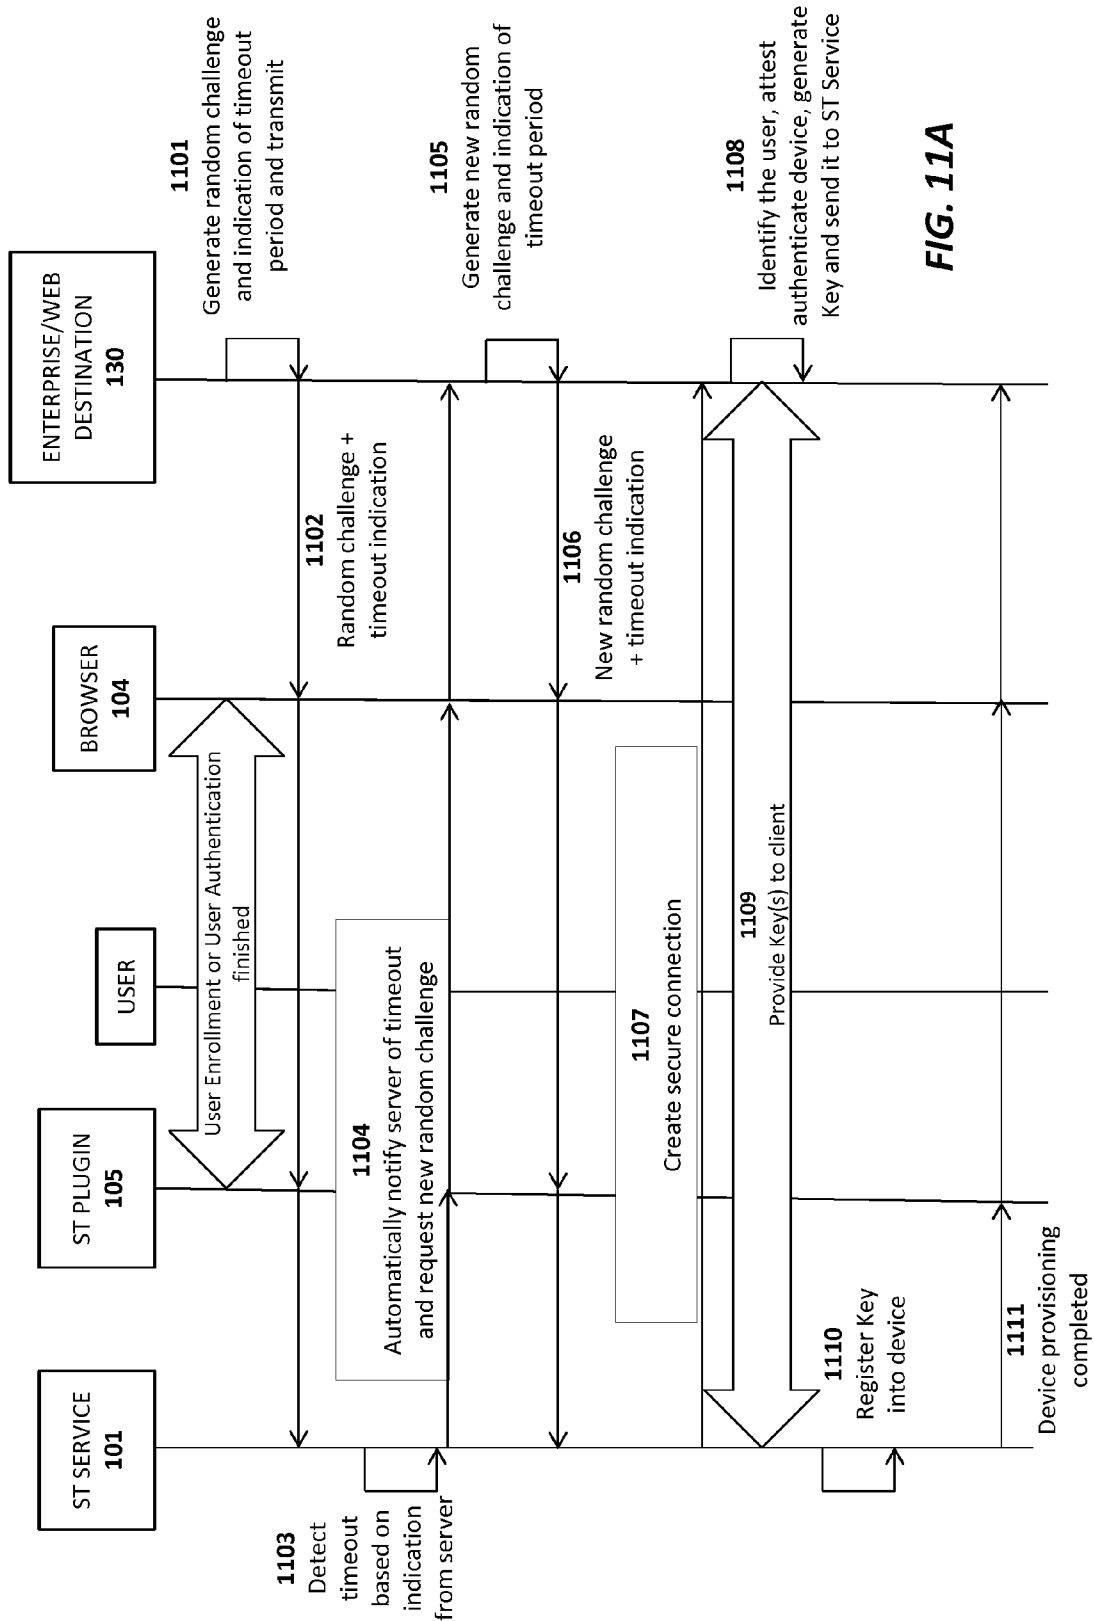 ST SERVICE
101
ST PLUGIN
105
USER
BROWSER
104
ENTERPRISE/WEB
DESTINATION
130
User Enrollment or User Authentication
finished
1101
Generate random challenge
and indication of timeout
period and transmit
1102
Random challenge +
timeout indication
1103
Detect
timeout
based on
indication
from server
1104
Automatically notify server of timeout
and request new random challenge
1105
Generate new random
challenge and indication of
timeout period
1106
New random challenge
+ timeout indication
1107
Create secure connection
1108
Identify the user, attest
authenticate device, generate
Key and send it to ST Service
1109
Provide Key(s) to client
1110
Register Key
into device
1111
Device provisioning
completed
FIG. 11A